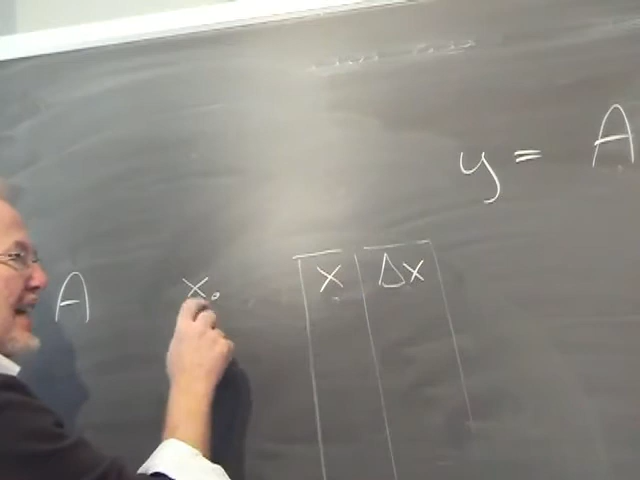 y = A
A x₀ x Δx